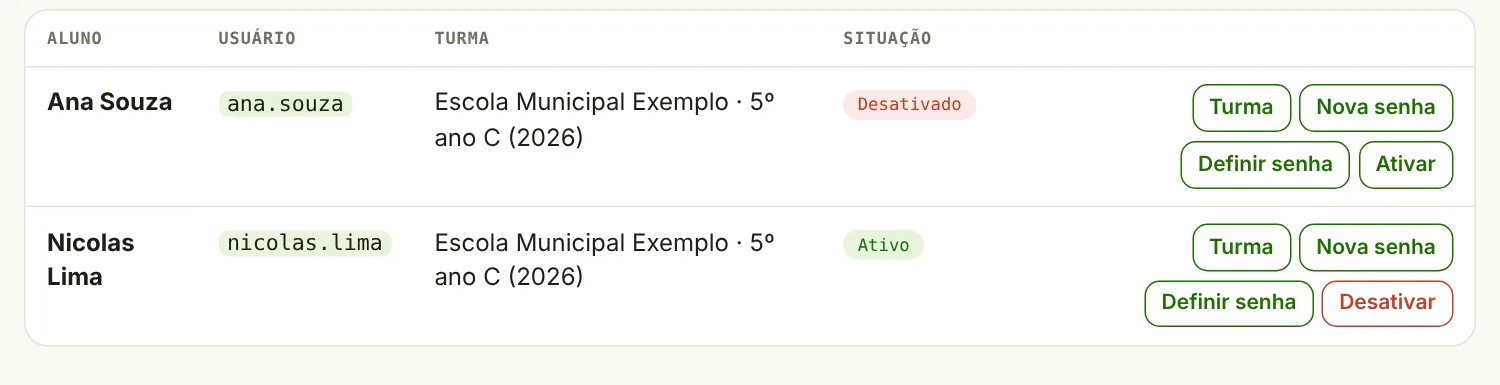 ALUNO USUÁRIO TURMA SITUAÇÃO
Ana Souza ana.souza Escola Municipal Exemplo · 5º Desativado Turma Nova senha
ano C (2026)
Definir senha Ativar
Nicolas nicolas.lima Escola Municipal Exemplo · 5º Ativo Turma Nova senha
Lima ano C (2026)
Definir senha Desativar